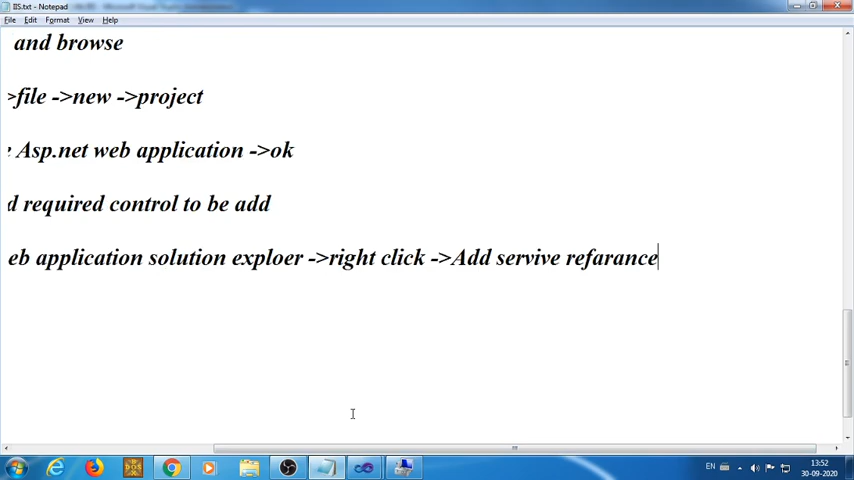 IIS.txt - Notepad
File Edit Format View Help
and browse
>file ->new ->project
Asp.net web application ->ok
d required control to be add
eb application solution exploer ->right click ->Add servive refarance
EN
13:52
30-09-2020